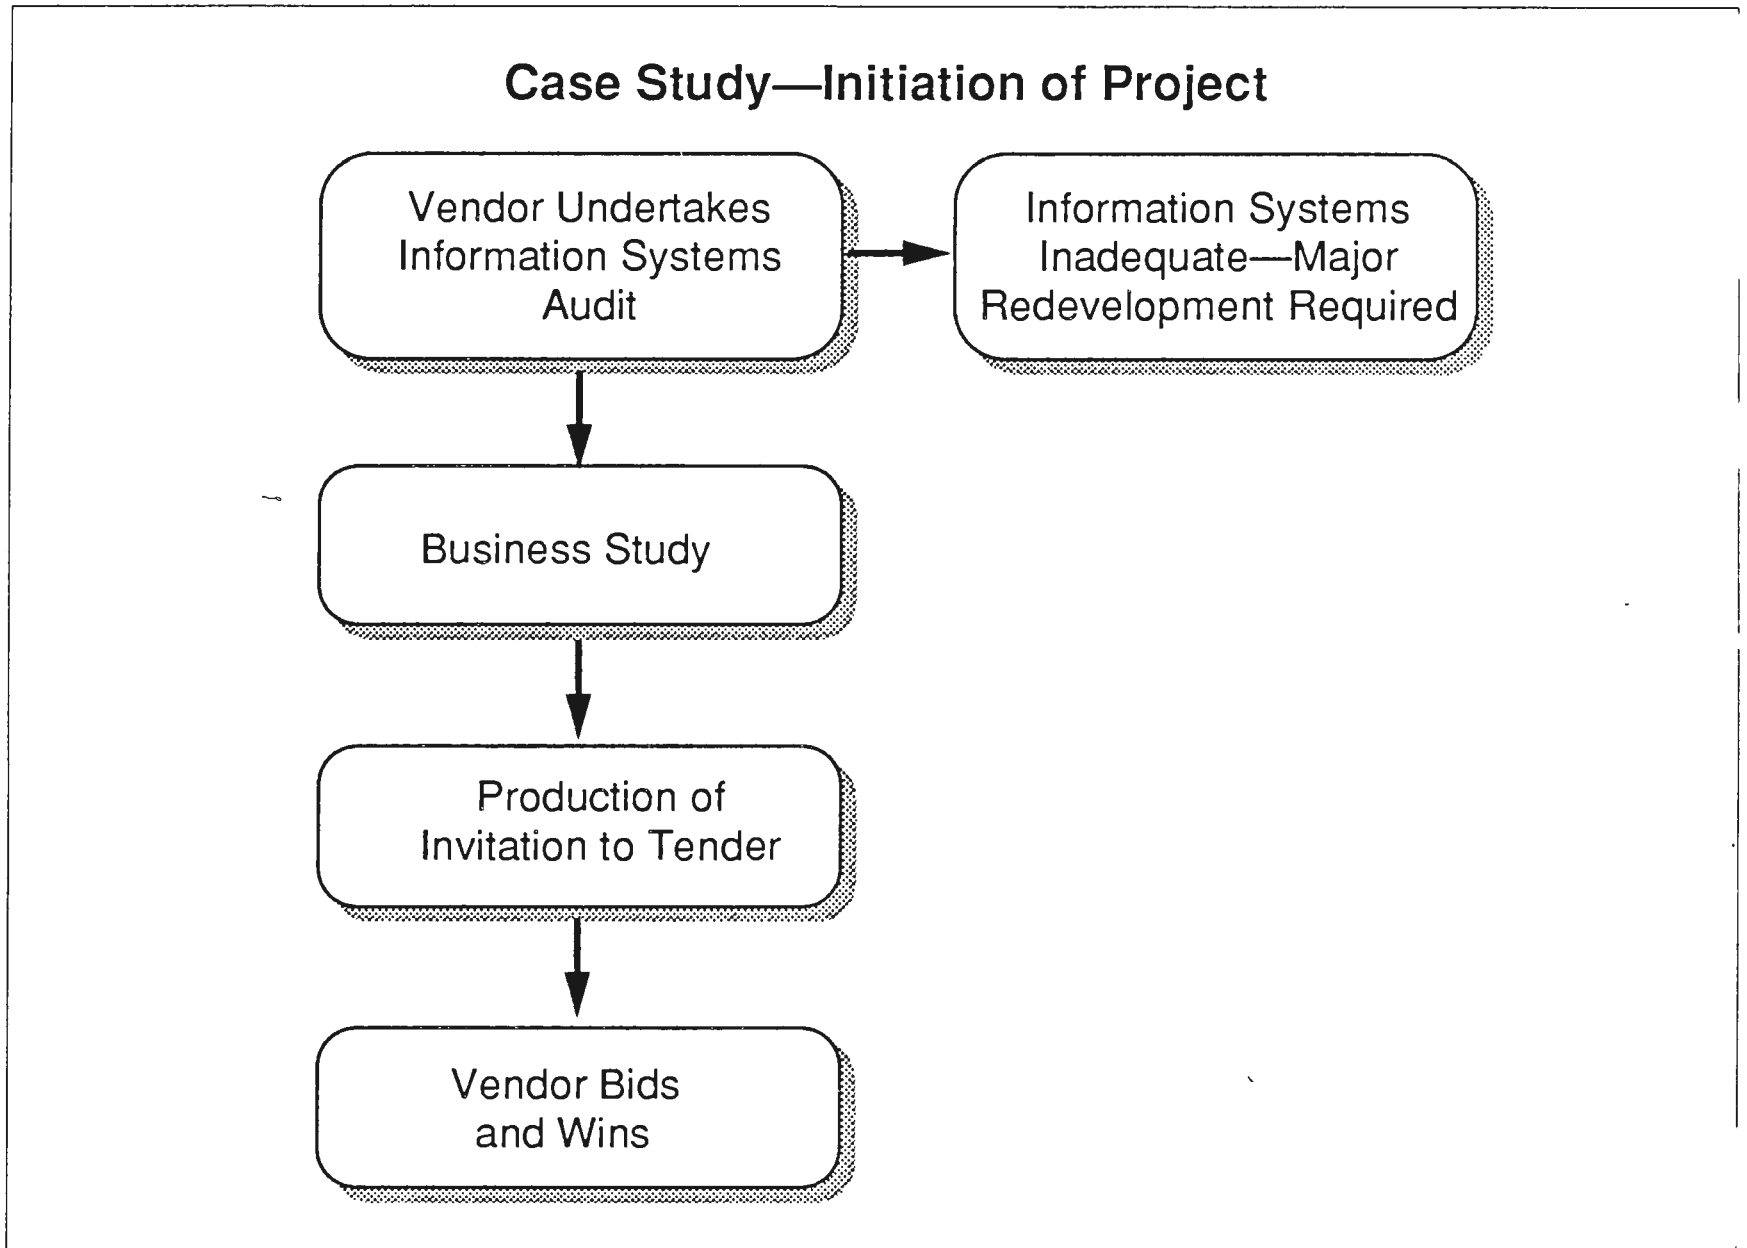 Case Study—Initiation of Project
Vendor Undertakes
Information Systems
Audit
Information Systems
Inadequate—Major
Redevelopment Required
Business Study
Production of
Invitation to Tender
Vendor Bids
and Wins